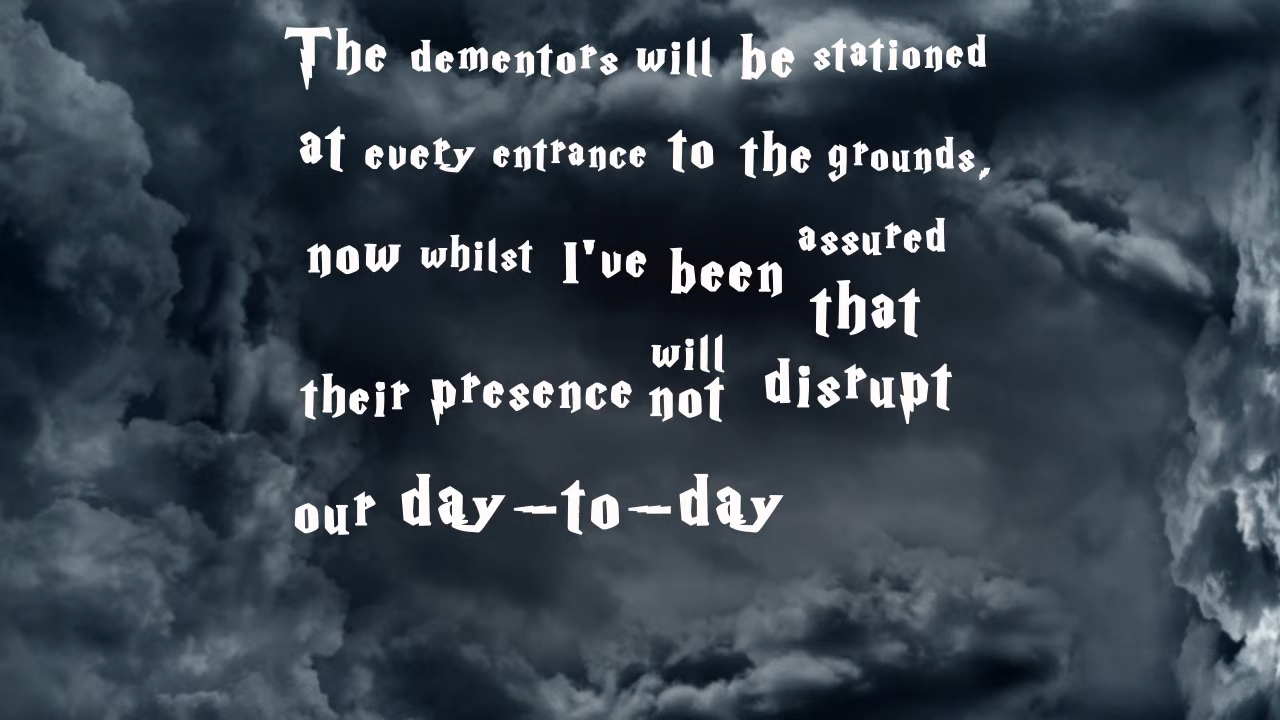 The dementors will be stationed
at every entrance to the grounds,
now whilst I've been assured
that
their presence will not disrupt
our day-to-day